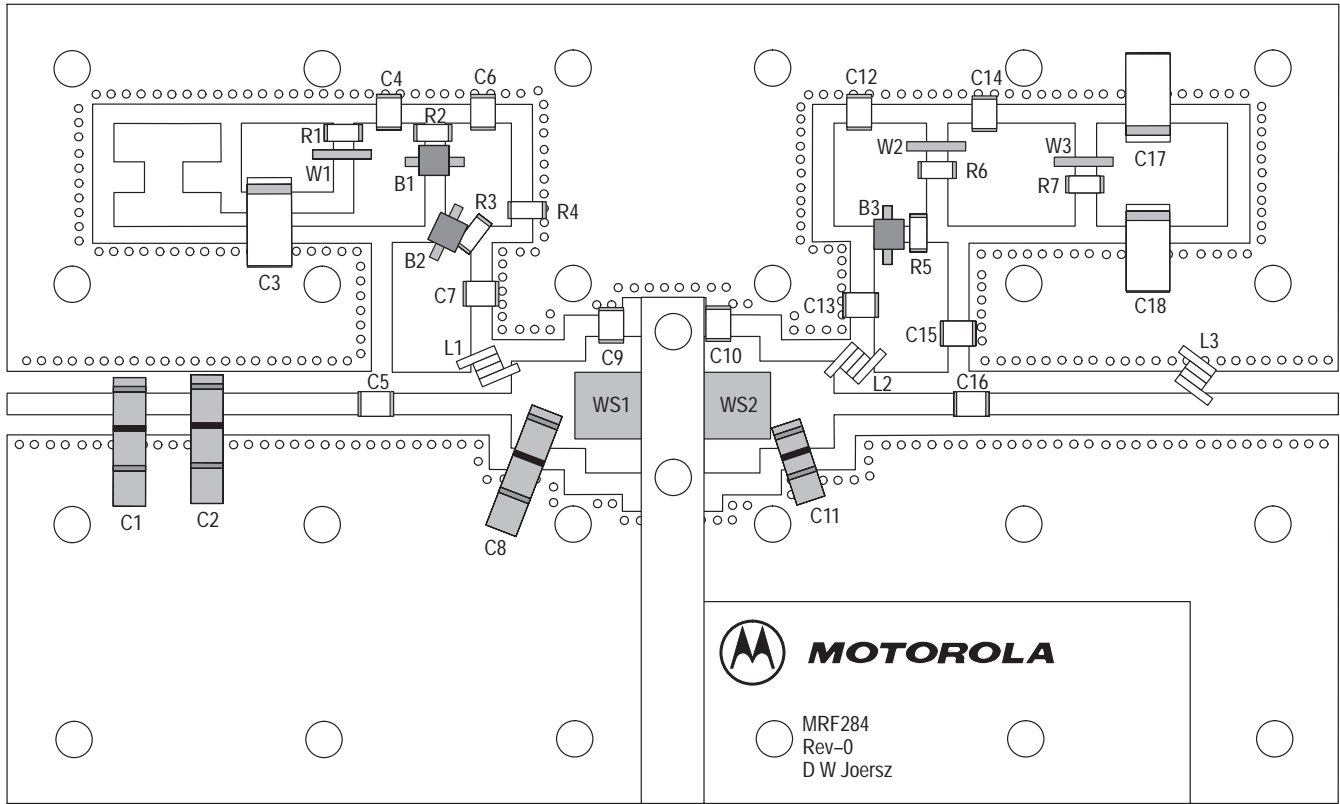 C4
C6
C12
C14
R1
R2
W1
B1
R3
R4
B2
C3
C7
W2
R6
W3
C17
R7
B3
R5
C13
C15
C18
L1
C9
C10
L2
L3
C5
C16
WS1
WS2
C1
C2
C8
C11
MOTOROLA
MRF284
Rev–0
D W Joersz